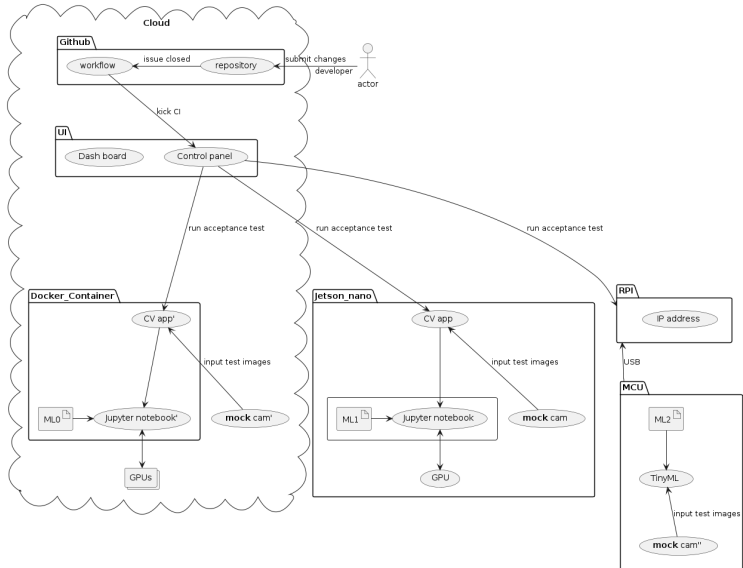 Cloud
Github
workflow
issue closed
repository
submit changes
developer
actor
kick CI
UI
Dash board
Control panel
run acceptance test
run acceptance test
run acceptance test
Docker_Container
CV app'
input test images
ML0
Jupyter notebook'
mock cam'
GPUs
Jetson_nano
CV app
input test images
ML1
Jupyter notebook
mock cam
GPU
RPI
IP address
USB
MCU
ML2
TinyML
input test images
mock cam"